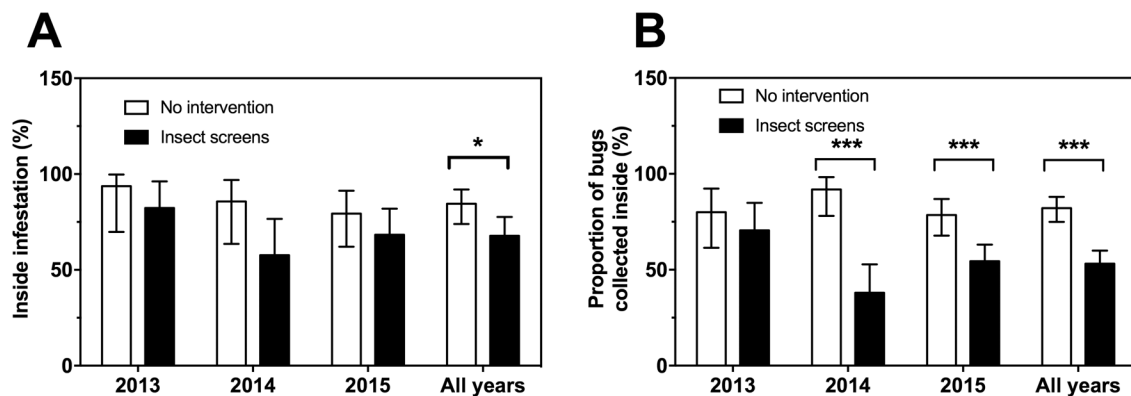 A
Inside infestation (%)
150
100
50
0
No intervention
Insect screens
*
2013
2014
2015
All years
B
Proportion of bugs
collected inside (%)
150
100
50
0
No intervention
Insect screens
***
***
***
2013
2014
2015
All years